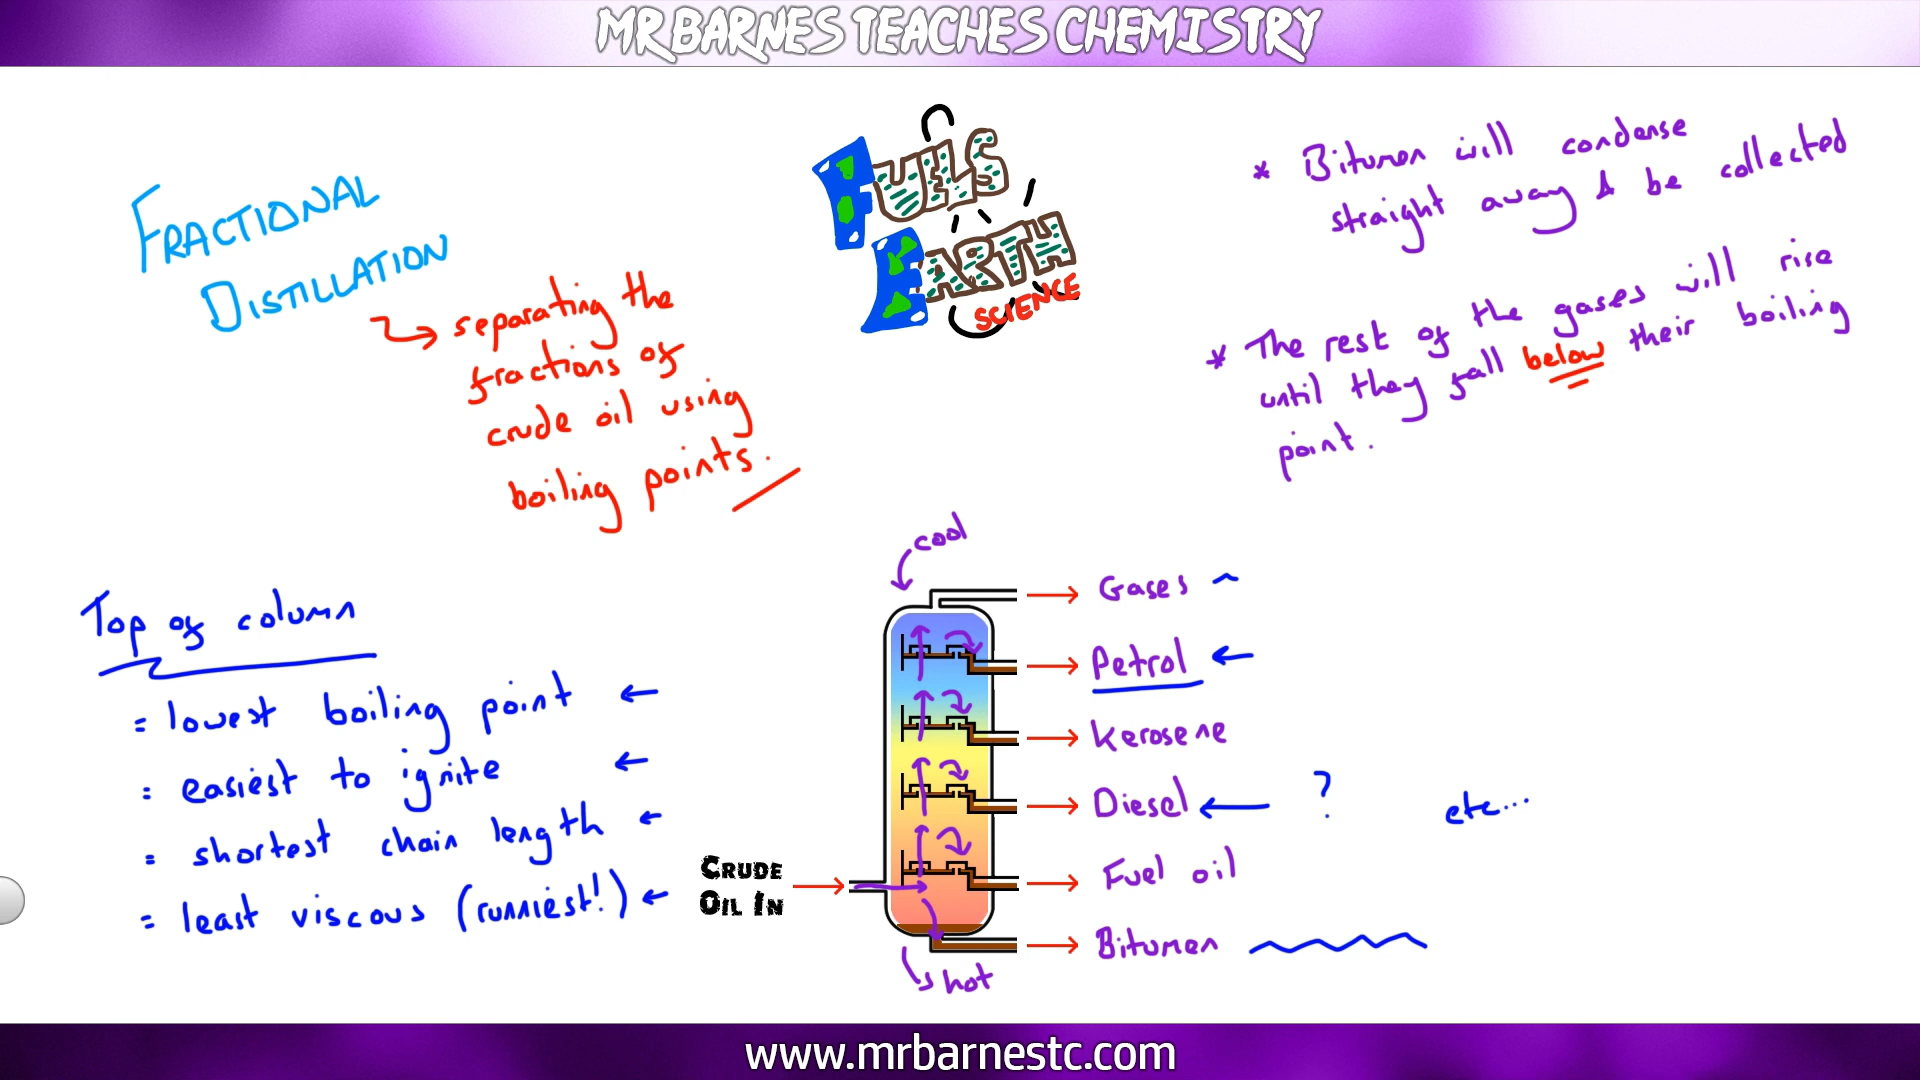 MR BARNES TEACHES CHEMISTRY
FRACTIONAL
DISTILLATION
separating the
fractions of
crude oil using
boiling points.
FUELS
EARTH
SCIENCE
* Bitumen will condense
straight away & be collected
* The rest of the gases will rise
until they fall below their boiling
point.
Top of column
= lowest boiling point
= easiest to ignite
= shortest chain length
= least viscous (runniest!)
cool
CRUDE
OIL IN
hot
Gases
Petrol
Kerosene
Diesel ? etc...
Fuel oil
Bitumen
www.mrbarnestc.com